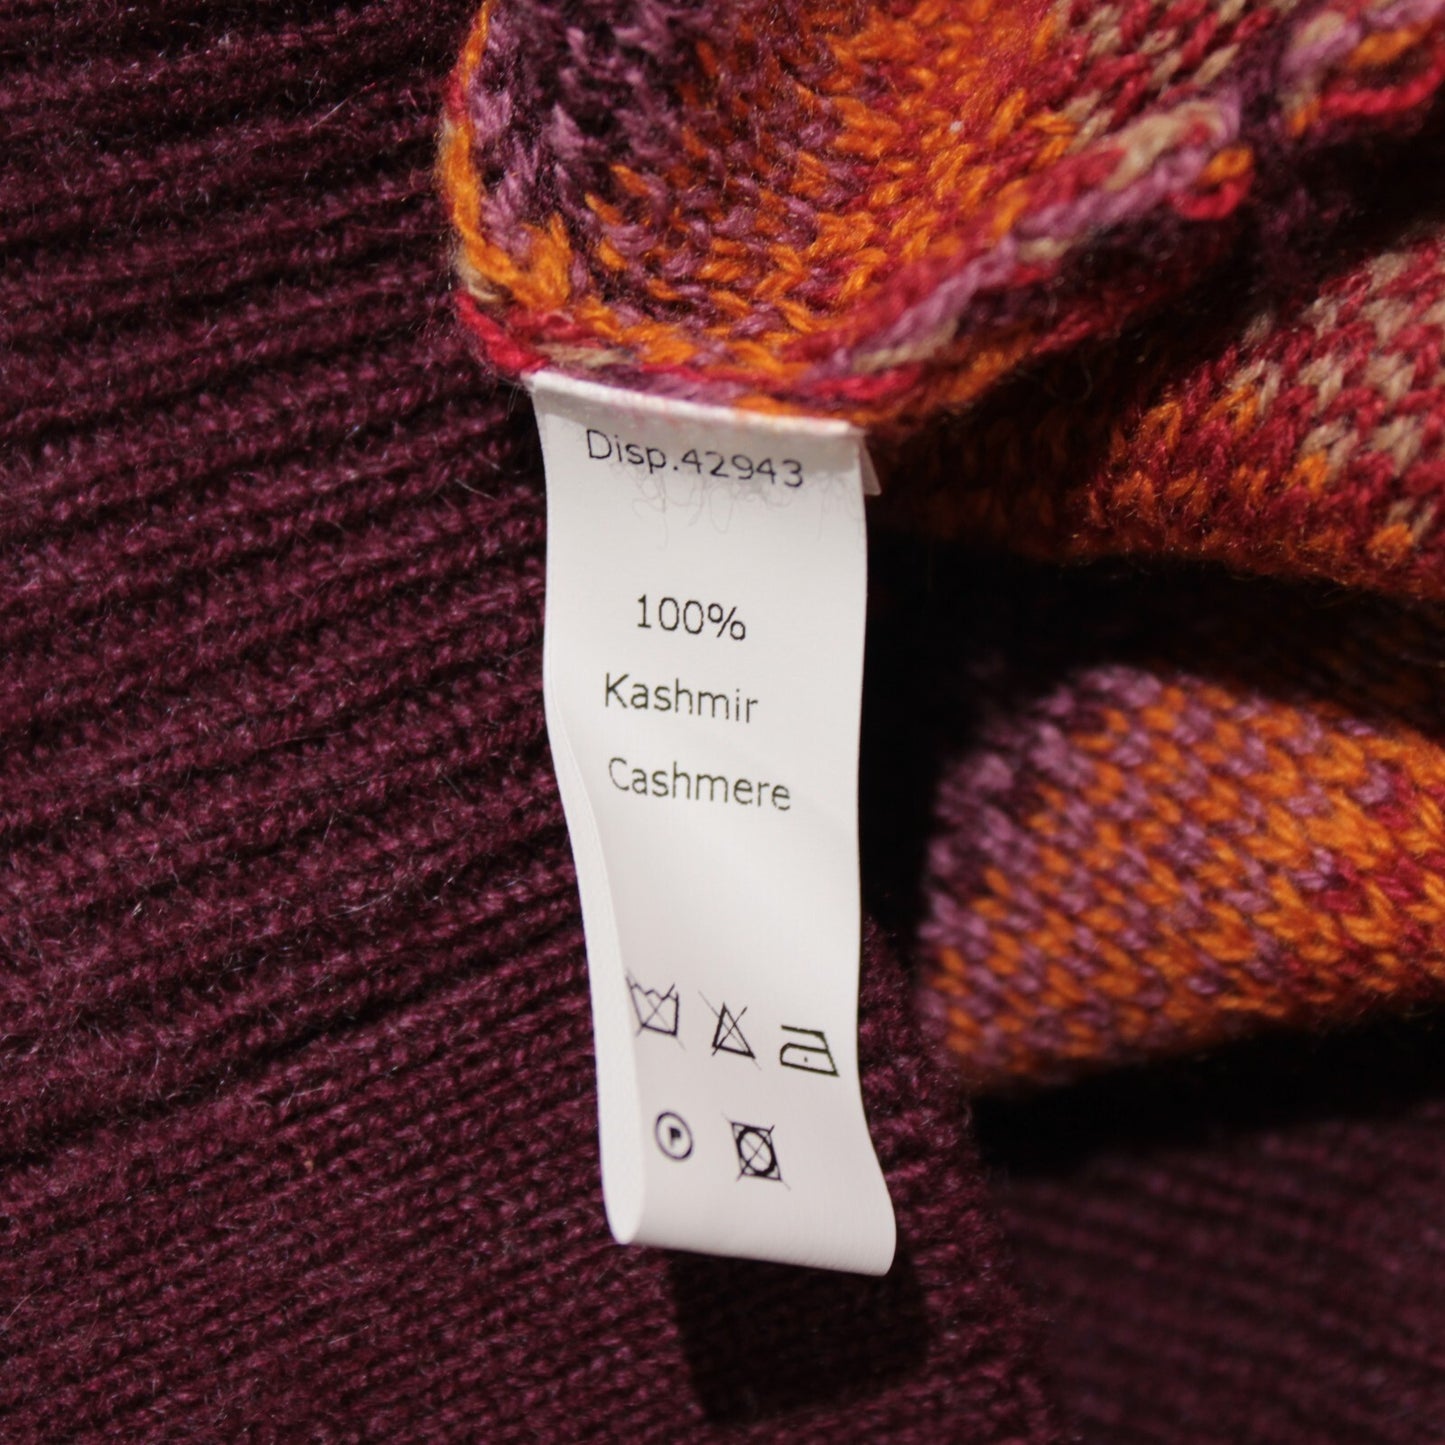 Disp.42943
100%
Kashmir
Cashmere
P